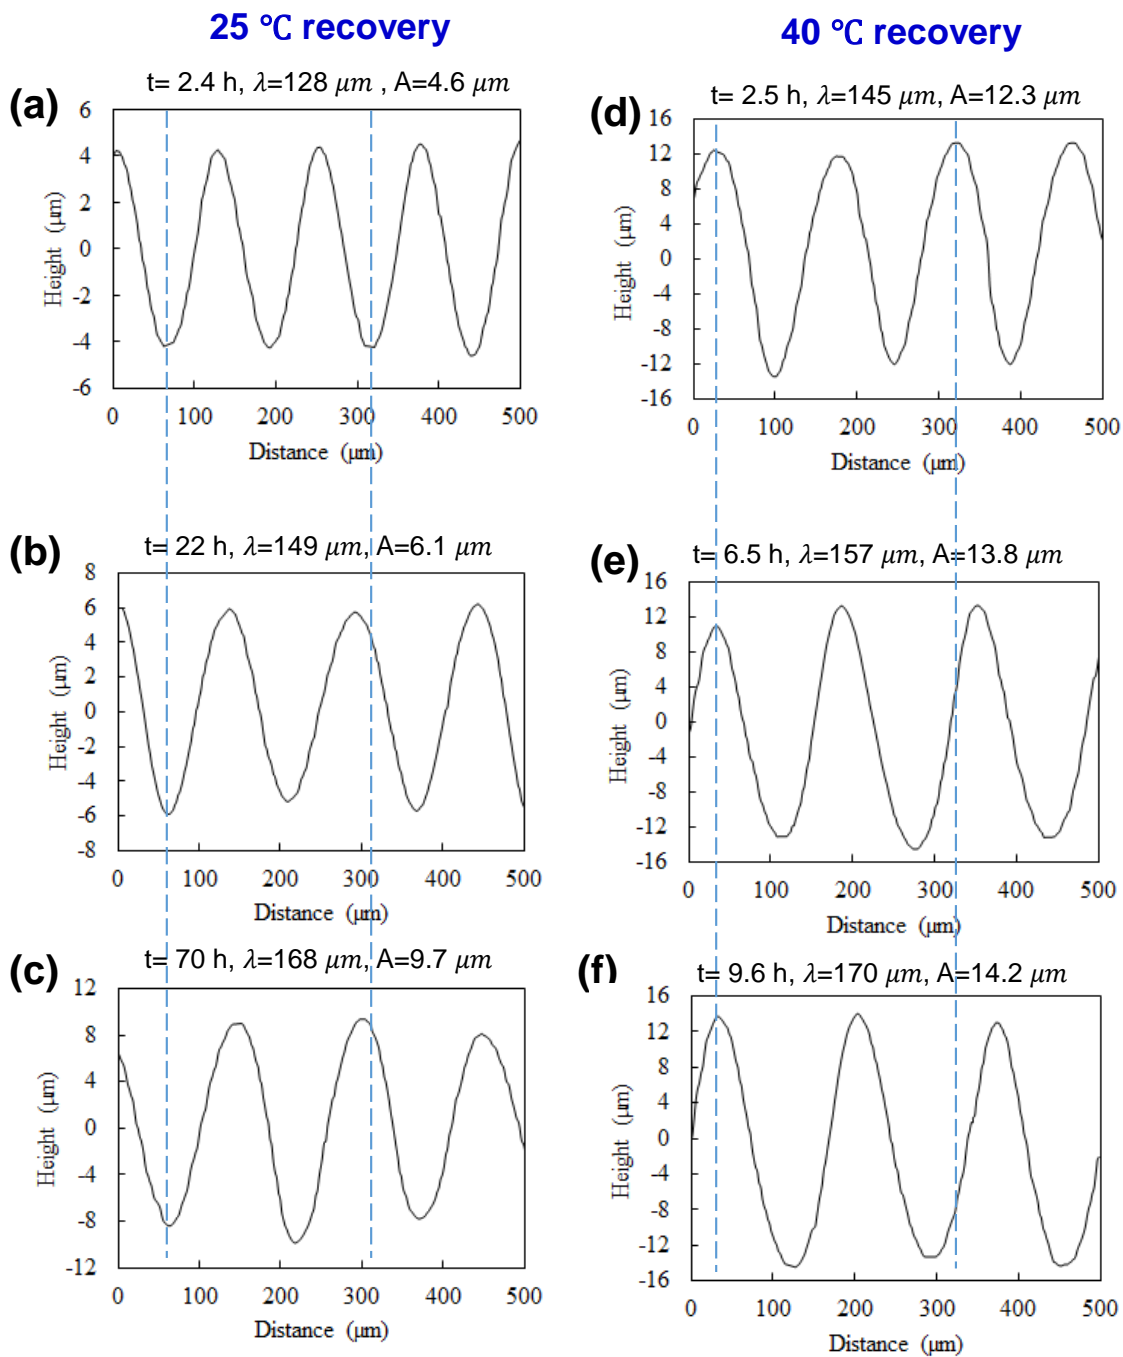 25 ℃ recovery
40 ℃ recovery
(a)
t= 2.4 h, λ=128 μm , A=4.6 μm
6
4
2
0
-2
-4
-6
Height (μm)
0 100 200 300 400 500
Distance (μm)
(d)
t= 2.5 h, λ=145 μm, A=12.3 μm
16
12
8
4
0
-4
-8
-12
-16
Height (μm)
0 100 200 300 400 500
Distance (μm)
(b)
t= 22 h, λ=149 μm, A=6.1 μm
8
6
4
2
0
-2
-4
-6
-8
Height (μm)
0 100 200 300 400 500
Distance (μm)
(e)
t= 6.5 h, λ=157 μm, A=13.8 μm
16
12
8
4
0
-4
-8
-12
-16
Height (μm)
0 100 200 300 400 500
Distance (μm)
(c)
t= 70 h, λ=168 μm, A=9.7 μm
12
8
4
0
-4
-8
-12
Height (μm)
0 100 200 300 400 500
Distance (μm)
(f)
t= 9.6 h, λ=170 μm, A=14.2 μm
16
12
8
4
0
-4
-8
-12
-16
Height (μm)
0 100 200 300 400 500
Distance (μm)